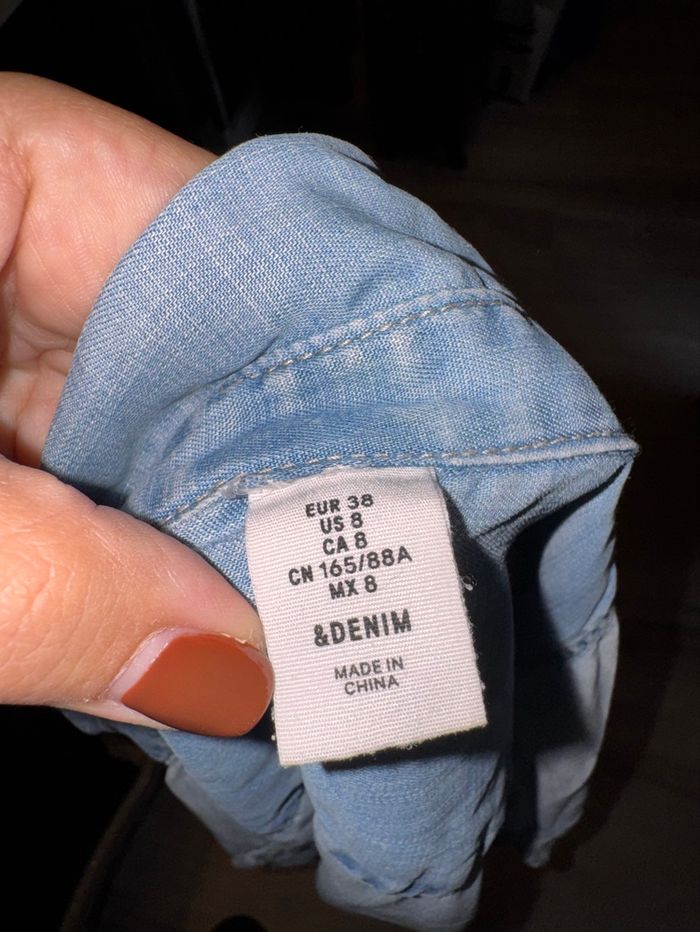 EUR 38
US 8
CA 8
CN 165/88A
MX 8
&DENIM
MADE IN
CHINA